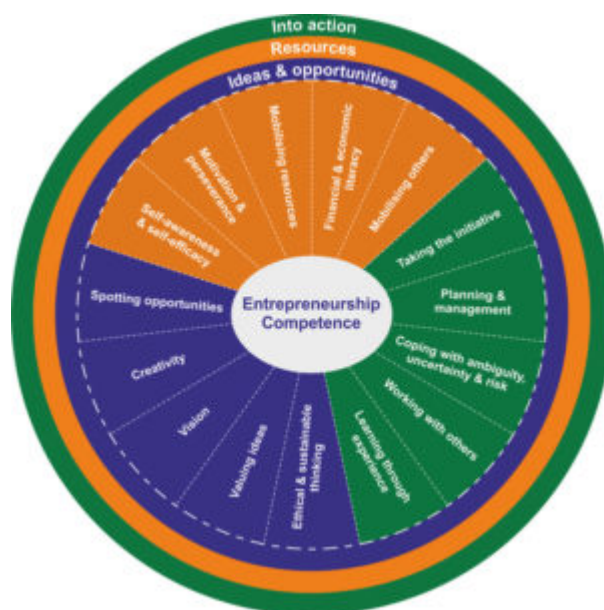 Into action
Resources
Ideas & opportunities
Self-awareness
& self-efficacy
Motivation &
perseverance
Mobilising resources
Financial & economic
literacy
Mobilising others
Taking the initiative
Planning &
management
Coping with ambiguity,
uncertainty & risk
Working with others
Learning through
experience
Ethical & sustainable
thinking
Valuing ideas
Vision
Creativity
Spotting opportunities
Entrepreneurship
Competence